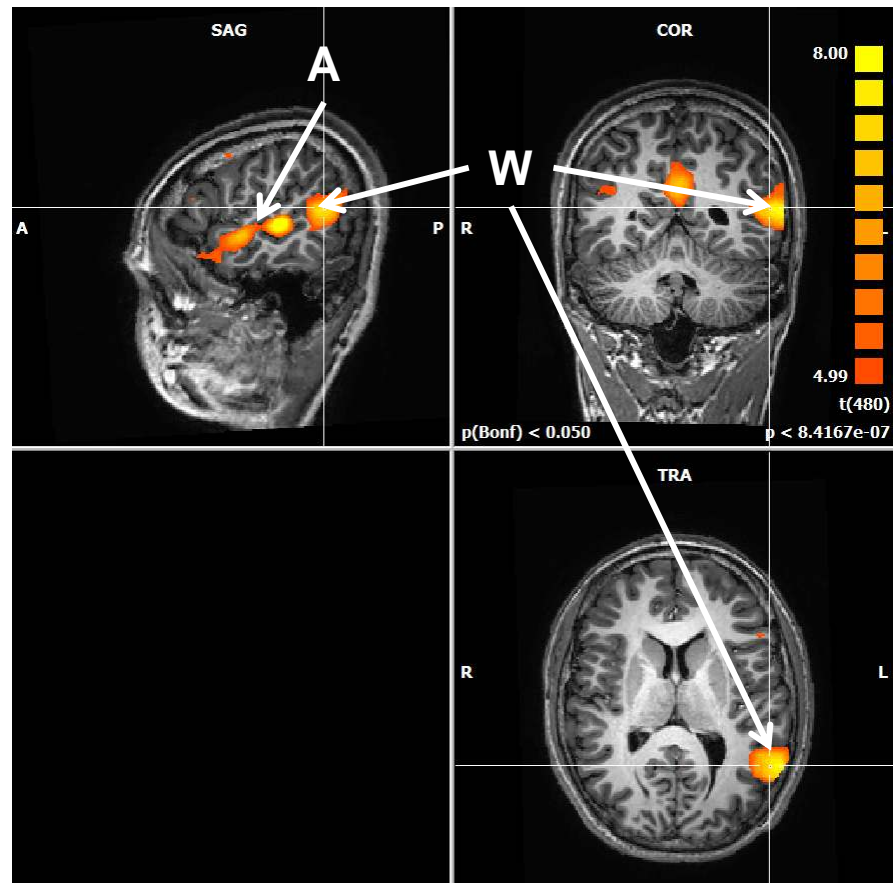 SAG
A
A
P
COR
W
R
L
8.00
4.99
t(480)
p(Bonf) < 0.050
p < 8.4167e-07
TRA
R
L